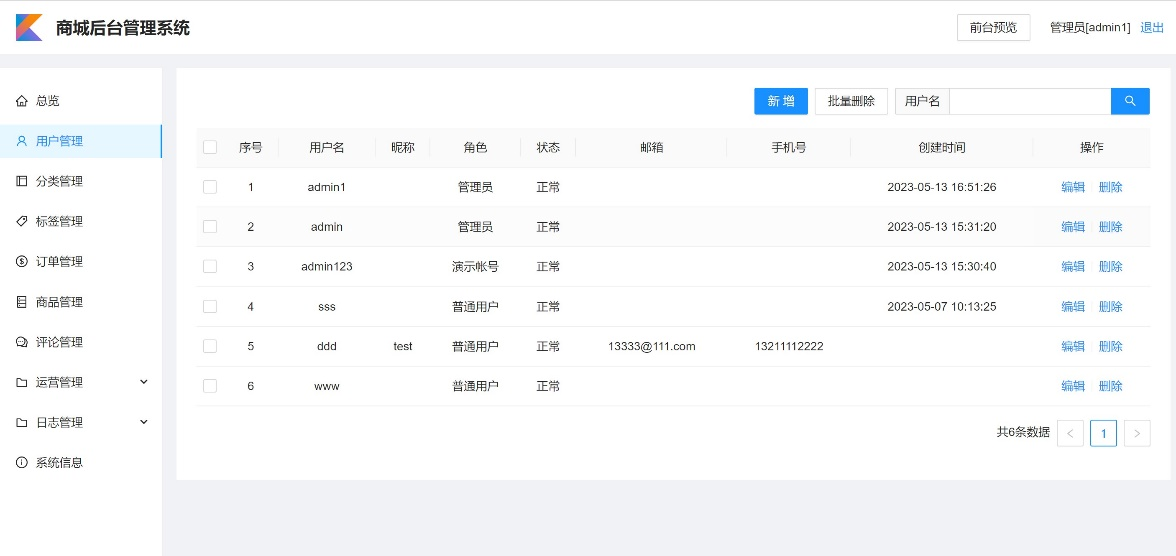 商城后台管理系统
前台预览 管理员[admin1] 退出
总览
用户管理
分类管理
标签管理
订单管理
商品管理
评论管理
运营管理
日志管理
系统信息
新 增 批量删除 用户名
序号 用户名 昵称 角色 状态 邮箱 手机号 创建时间 操作
1 admin1 管理员 正常 2023-05-13 16:51:26 编辑 删除
2 admin 管理员 正常 2023-05-13 15:31:20 编辑 删除
3 admin123 演示帐号 正常 2023-05-13 15:30:40 编辑 删除
4 sss 普通用户 正常 2023-05-07 10:13:25 编辑 删除
5 ddd test 普通用户 正常 13333@111.com 13211112222 编辑 删除
6 www 普通用户 正常 编辑 删除
共6条数据 < 1 >